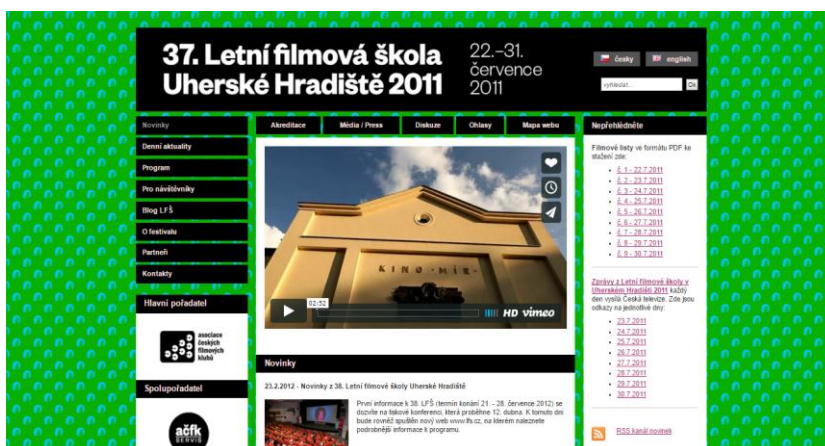 37. Letní filmová škola
Uherské Hradiště 2011
22.–31.
července
2011
česky
english
vyhledat...
Ok
Novinky
Denní aktuality
Program
Pro návštěvníky
Blog LFŠ
O festivalu
Partneři
Kontakty
Hlavní pořadatel
asociace
českých
filmových
klubů
Spolupořadatel
ačfk
SERVIS
Akreditace
Média / Press
Diskuze
Ohlasy
Mapa webu
KINO·MÍR·
02:52
HD vimeo
Novinky
23.2.2012 - Novinky z 38. Letní filmové školy Uherské Hradiště
První informace k 38. LFŠ (termín konání 21. - 28. července 2012) se
dozvíte na tiskové konferenci, která proběhne 12. dubna. K tomuto dni
bude rovněž spuštěn nový web www.lfs.cz, na kterém naleznete
podrobnější informace k programu.
Nepřehlédněte
Filmové listy ve formátu PDF ke
stažení zde:
č. 1 - 22.7.2011
č. 2 - 23.7.2011
č. 3 - 24.7.2011
č. 4 - 25.7.2011
č. 5 - 26.7.2011
č. 6 - 27.7.2011
č. 7 - 28.7.2011
č. 8 - 29.7.2011
č. 9 - 30.7.2011
Zprávy z Letní filmové školy v
Uherském Hradišti 2011 každý
den vysílá Česká televize. Zde jsou
odkazy na jednotlivé dny:
23.7.2011
24.7.2011
25.7.2011
26.7.2011
27.7.2011
28.7.2011
29.7.2011
30.7.2011
RSS kanál novinek